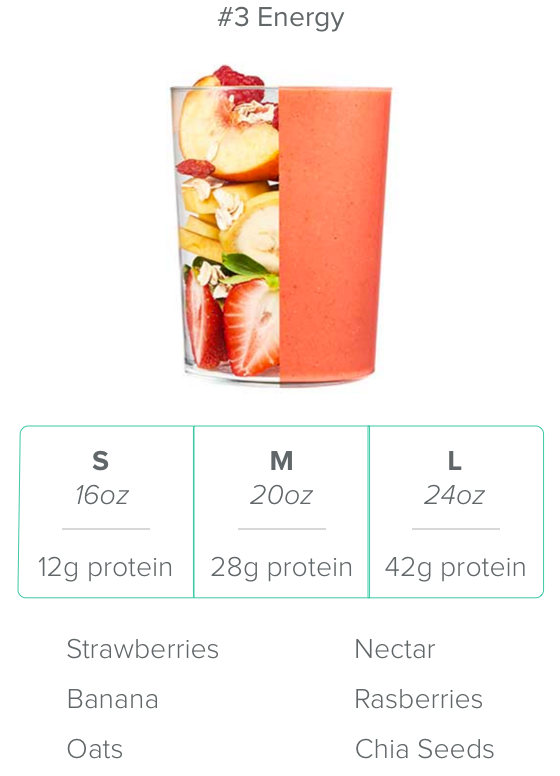 #3 Energy
S
16oz
12g protein
M
20oz
28g protein
L
24oz
42g protein
Strawberries
Nectar
Banana
Rasberries
Oats
Chia Seeds